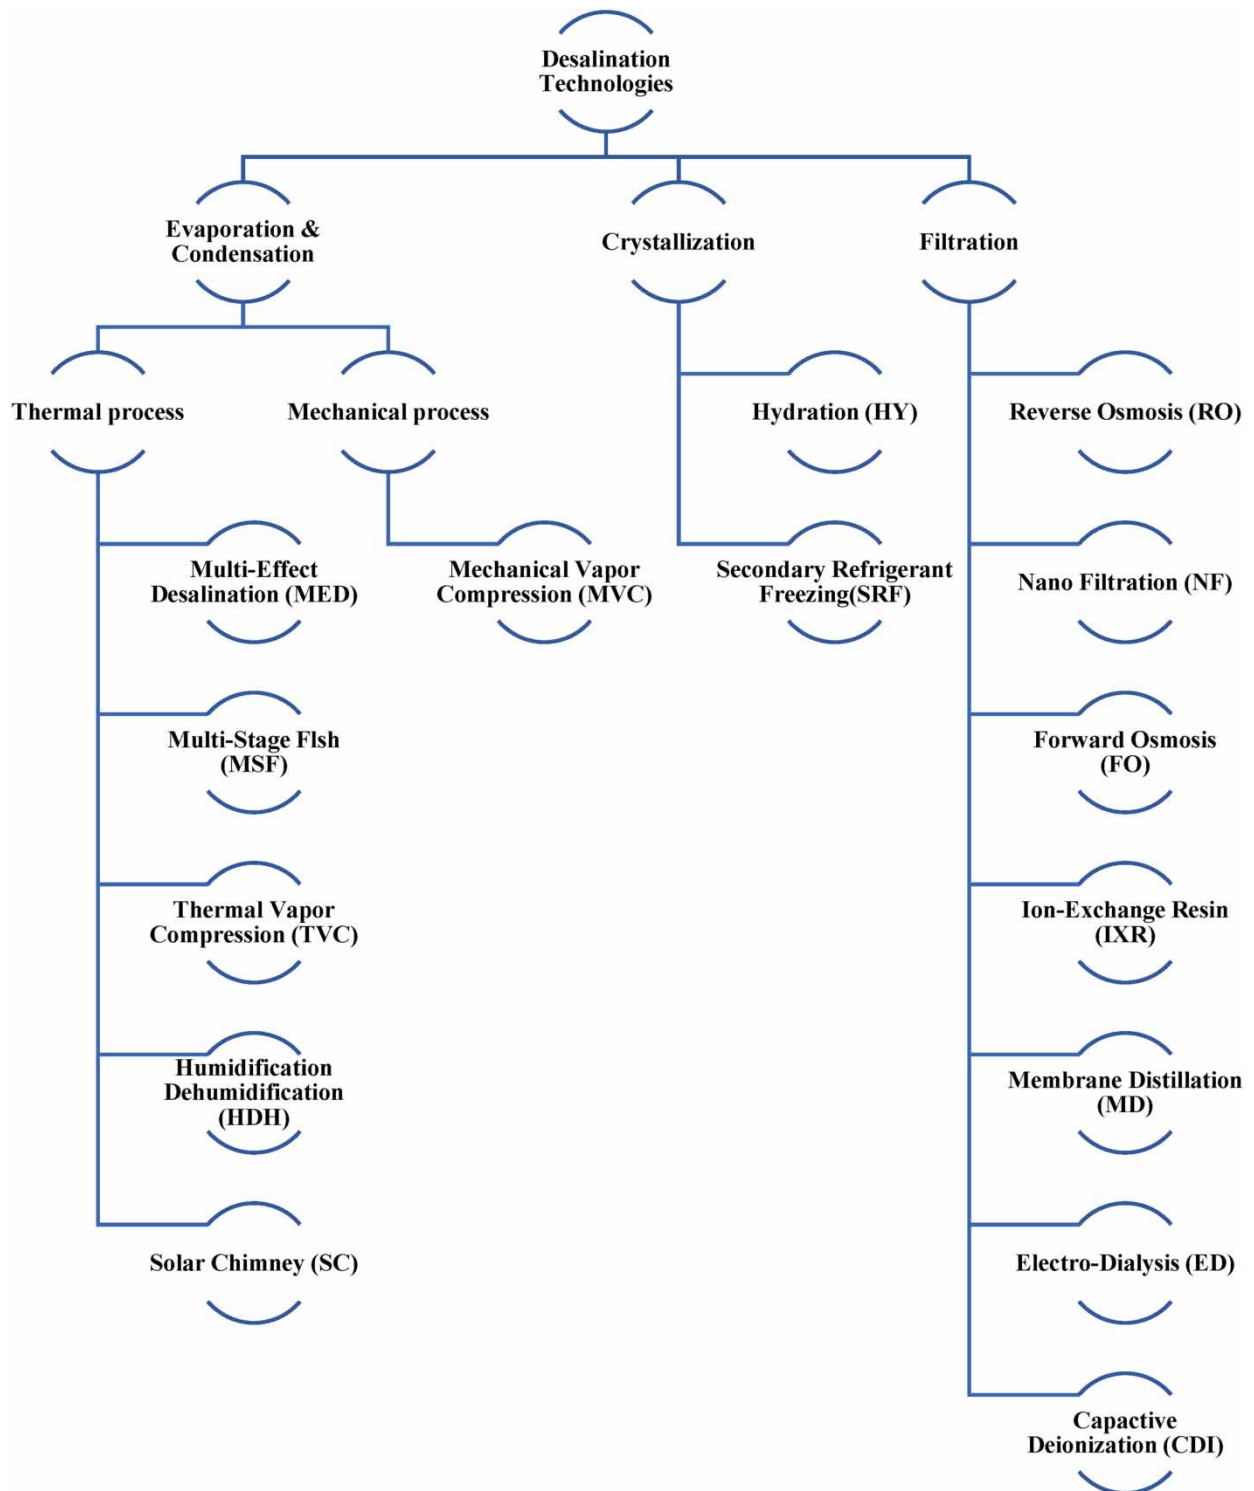 Desalination
Technologies
Evaporation &
Condensation
Crystallization
Filtration
Thermal process
Mechanical process
Hydration (HY)
Reverse Osmosis (RO)
Multi-Effect
Desalination (MED)
Mechanical Vapor
Compression (MVC)
Secondary Refrigerant
Freezing(SRF)
Nano Filtration (NF)
Multi-Stage Flsh
(MSF)
Forward Osmosis
(FO)
Thermal Vapor
Compression (TVC)
Ion-Exchange Resin
(IXR)
Humidification
Dehumidification
(HDH)
Membrane Distillation
(MD)
Solar Chimney (SC)
Electro-Dialysis (ED)
Capactive
Deionization (CDI)